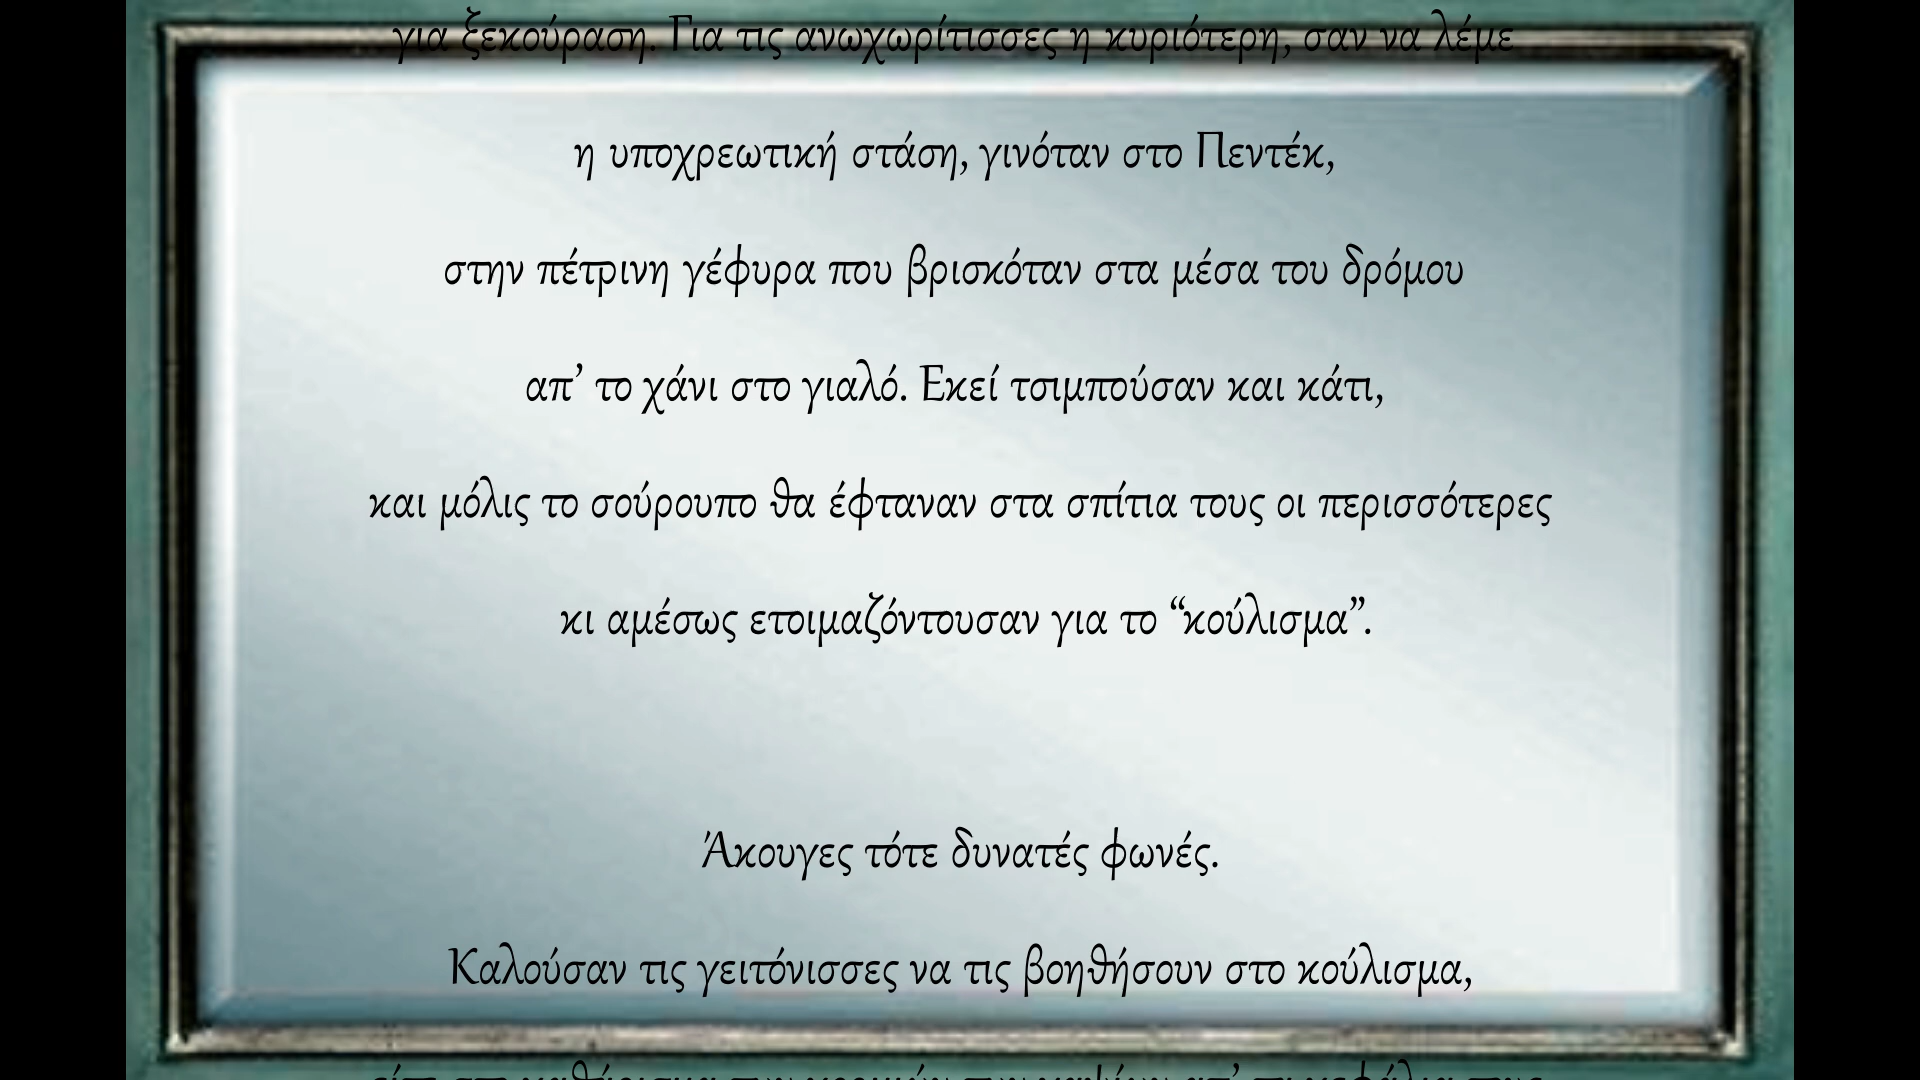 για ξεκούραση. Για τις ανωχωρίτισσες η κυριότερη, σαν να λέμε
η υποχρεωτική στάση, γινόταν στο Πεντέκ,
στην πέτρινη γέφυρα που βρισκόταν στα μέσα του δρόμου
απ’ το χάνι στο γιαλό. Εκεί τσιμπούσαν και κάτι,
και μόλις το σούρουπο θα έφταναν στα σπίτια τους οι περισσότερες
κι αμέσως ετοιμαζόντουσαν για το “κούλισμα”.
Άκουγες τότε δυνατές φωνές.
Καλούσαν τις γειτόνισσες να τις βοηθήσουν στο κούλισμα,